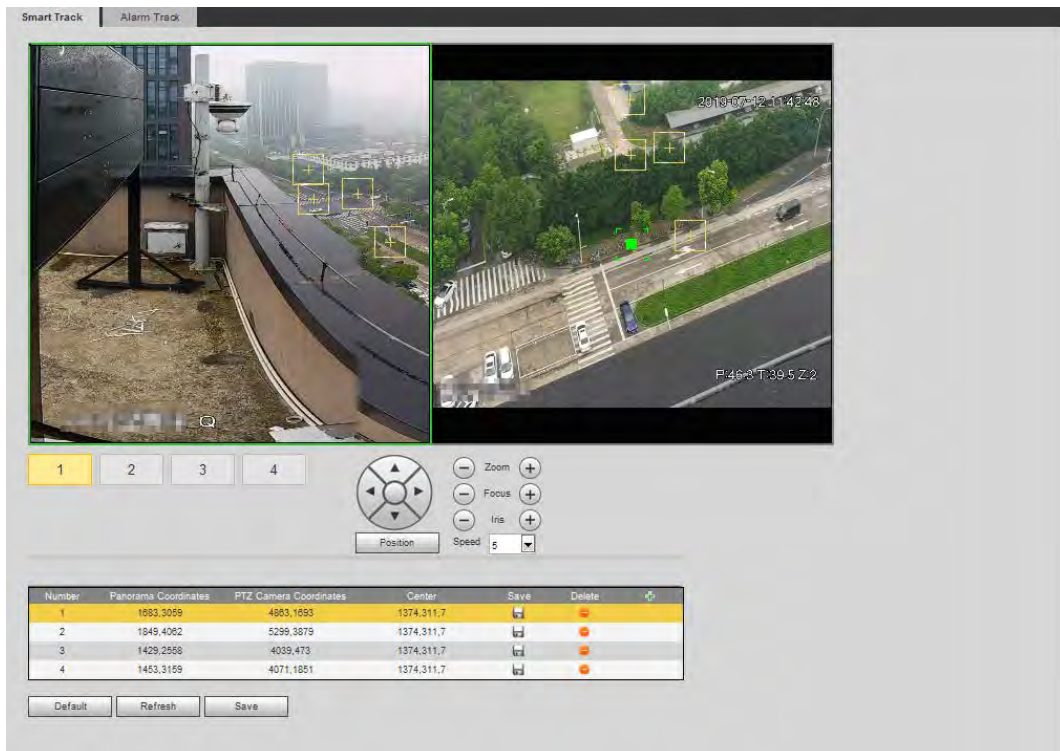 Smart Track Alarm Track
2019-07-12 11:42:48
P:46.8 T:39.5 Z:2
1 2 3 4
Zoom
Focus
Iris
Position Speed 5
Number Panorama Coordinates PTZ Camera Coordinates Center Save Delete
1 1683,3059 4863,1693 1374,311,7
2 1849,4062 5299,3879 1374,311,7
3 1429,2558 4039,473 1374,311,7
4 1453,3159 4071,1851 1374,311,7
Default Refresh Save